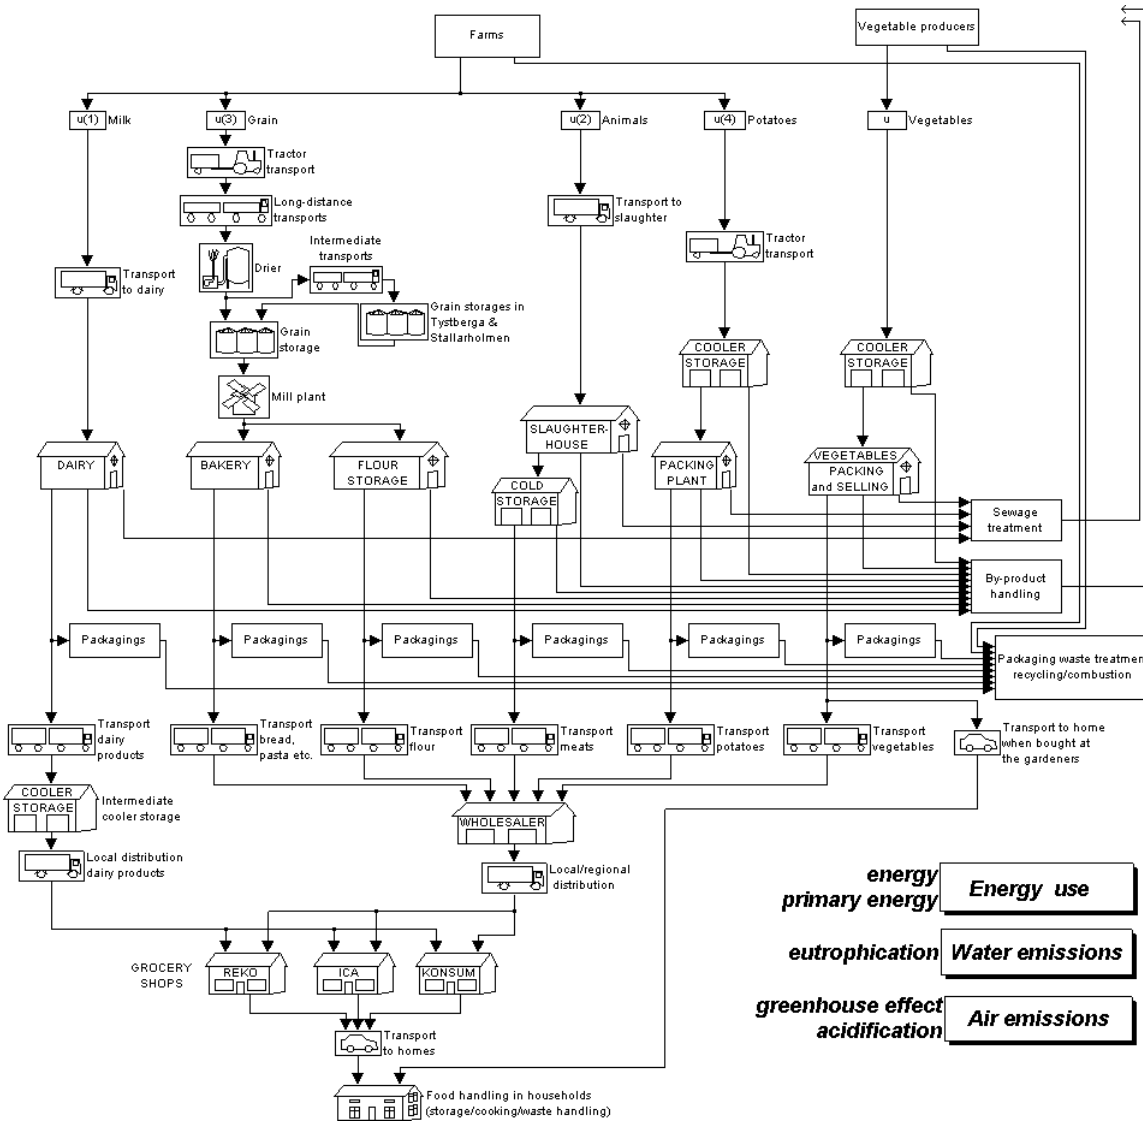 Farms
Vegetable producers
u(1) Milk
u(3) Grain
u(2) Animals
u(4) Potatoes
u Vegetables
Tractor
transport
Long-distance
transports
Transport to
slaughter
Tractor
transport
Intermediate
transports
Drier
Transport
to dairy
Grain storages in
Tystberga &
Stallarholmen
Grain
storage
COOLER
STORAGE
COOLER
STORAGE
Mill plant
SLAUGHTER-
HOUSE
DAIRY
BAKERY
FLOUR
STORAGE
PACKING
PLANT
VEGETABLES
PACKING
and SELLING
COLD
STORAGE
Sewage
treatment
By-product
handling
Packagings
Packagings
Packagings
Packagings
Packagings
Packagings
Packaging waste treatmen
recycling/combustion
Transport
dairy
products
Transport
bread,
pasta etc.
Transport
flour
Transport
meats
Transport
potatoes
Transport
vegetables
Transport to home
when bought at
the gardeners
COOLER
STORAGE
Intermediate
cooler storage
WHOLESALER
Local distribution
dairy products
Local/regional
distribution
energy
primary energy
Energy use
eutrophication
Water emissions
greenhouse effect
acidification
Air emissions
GROCERY
SHOPS
REKO
ICA
KONSUM
Transport
to homes
Food handling in households
(storage/cooking/waste handling)